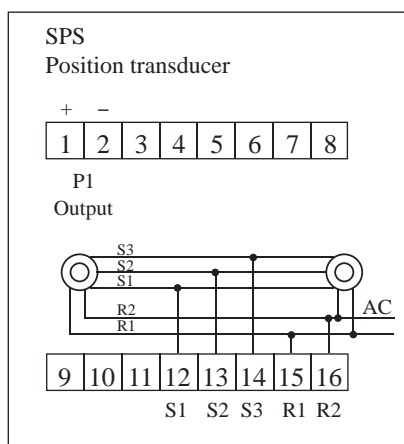 SPS
Position transducer
+ −
1 2 3 4 5 6 7 8
P1
Output
S3
S2
S1
R2
AC
R1
9 10 11 12 13 14 15 16
S1 S2 S3 R1 R2